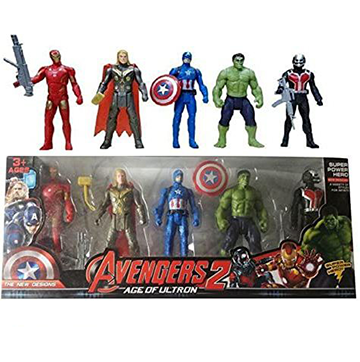 3+
AGES
SUPER
POWER
HERO
AVENGERS 2
AGE OF ULTRON
THE NEW DESIGNS